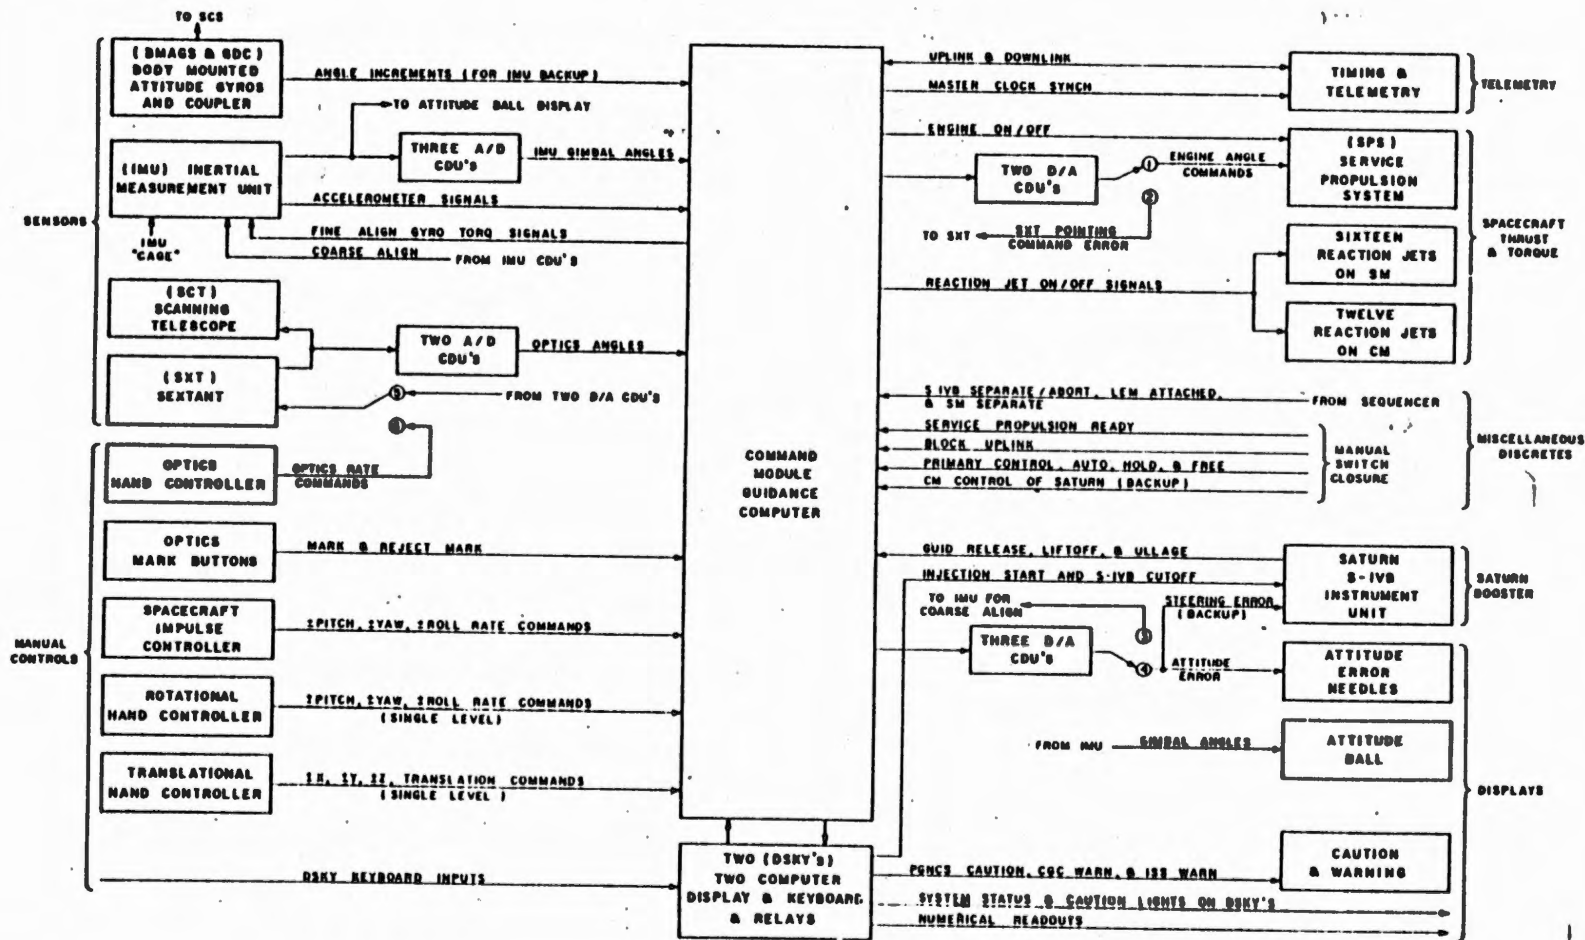 TO SCS
(BMAGS & GDC)
BODY MOUNTED
ATTITUDE GYROS
AND COUPLER
ANGLE INCREMENTS (FOR IMU BACKUP)
TO ATTITUDE BALL DISPLAY
THREE A/D
CDU'S
IMU GIMBAL ANGLES
(IMU) INERTIAL
MEASUREMENT UNIT
ACCELEROMETER SIGNALS
FINE ALIGN GYRO TORQ SIGNALS
COARSE ALIGN
FROM IMU CDU'S
IMU
"CAGE"
SENSORS
(SCT)
SCANNING
TELESCOPE
TWO A/D
CDU'S
OPTICS ANGLES
(SXT)
SEXTANT
5
FROM TWO D/A CDU'S
6
OPTICS
HAND CONTROLLER
OPTICS RATE
COMMANDS
OPTICS
MARK BUTTONS
MARK & REJECT MARK
SPACECRAFT
IMPULSE
CONTROLLER
±PITCH, ±YAW, ±ROLL RATE COMMANDS
MANUAL
CONTROLS
ROTATIONAL
HAND CONTROLLER
±PITCH, ±YAW, ±ROLL RATE COMMANDS
(SINGLE LEVEL)
TRANSLATIONAL
HAND CONTROLLER
±X, ±Y, ±Z, TRANSLATION COMMANDS
(SINGLE LEVEL)
DSKY KEYBOARD INPUTS
COMMAND
MODULE
GUIDANCE
COMPUTER
TWO (DSKY'S)
TWO COMPUTER
DISPLAY & KEYBOARD
& RELAYS
UPLINK & DOWNLINK
MASTER CLOCK SYNCH
TIMING &
TELEMETRY
TELEMETRY
ENGINE ON/OFF
TWO D/A
CDU'S
1
ENGINE ANGLE
COMMANDS
2
TO SXT
SXT POINTING
COMMAND ERROR
(SPS)
SERVICE
PROPULSION
SYSTEM
REACTION JET ON/OFF SIGNALS
SIXTEEN
REACTION JETS
ON SM
TWELVE
REACTION JETS
ON CM
SPACECRAFT
THRUST
& TORQUE
S IVB SEPARATE/ABORT, LEM ATTACHED,
& SM SEPARATE
FROM SEQUENCER
SERVICE PROPULSION READY
BLOCK UPLINK
PRIMARY CONTROL, AUTO, HOLD, & FREE
CM CONTROL OF SATURN (BACKUP)
MANUAL
SWITCH
CLOSURE
MISCELLANEOUS
DISCRETES
GUID RELEASE, LIFTOFF, & ULLAGE
INJECTION START AND S-IVB CUTOFF
TO IMU FOR
COARSE ALIGN
STEERING ERROR
(BACKUP)
SATURN
S-IVB
INSTRUMENT
UNIT
SATURN
BOOSTER
THREE D/A
CDU'S
3
4
ATTITUDE
ERROR
ATTITUDE
ERROR
NEEDLES
FROM IMU
GIMBAL ANGLES
ATTITUDE
BALL
DISPLAYS
PGNCS CAUTION, CGC WARN, & ISS WARN
CAUTION
& WARNING
SYSTEM STATUS & CAUTION LIGHTS ON DSKY'S
NUMERICAL READOUTS